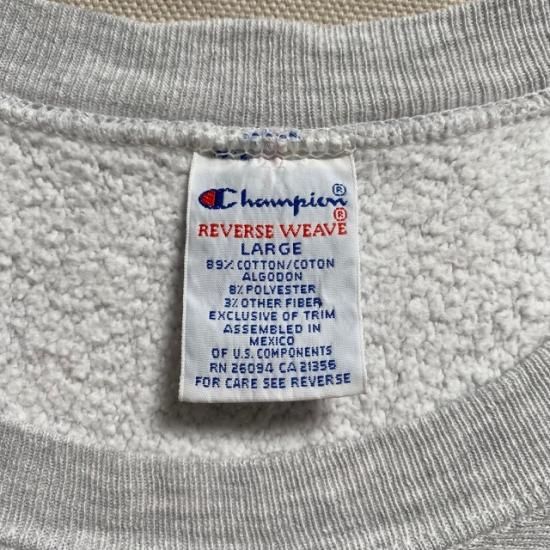 Champion®
REVERSE WEAVE®
LARGE
89% COTTON/COTON
ALGODON
8% POLYESTER
3% OTHER FIBER
EXCLUSIVE OF TRIM
ASSEMBLED IN
MEXICO
OF U.S. COMPONENTS
RN 26094 CA 21356
FOR CARE SEE REVERSE